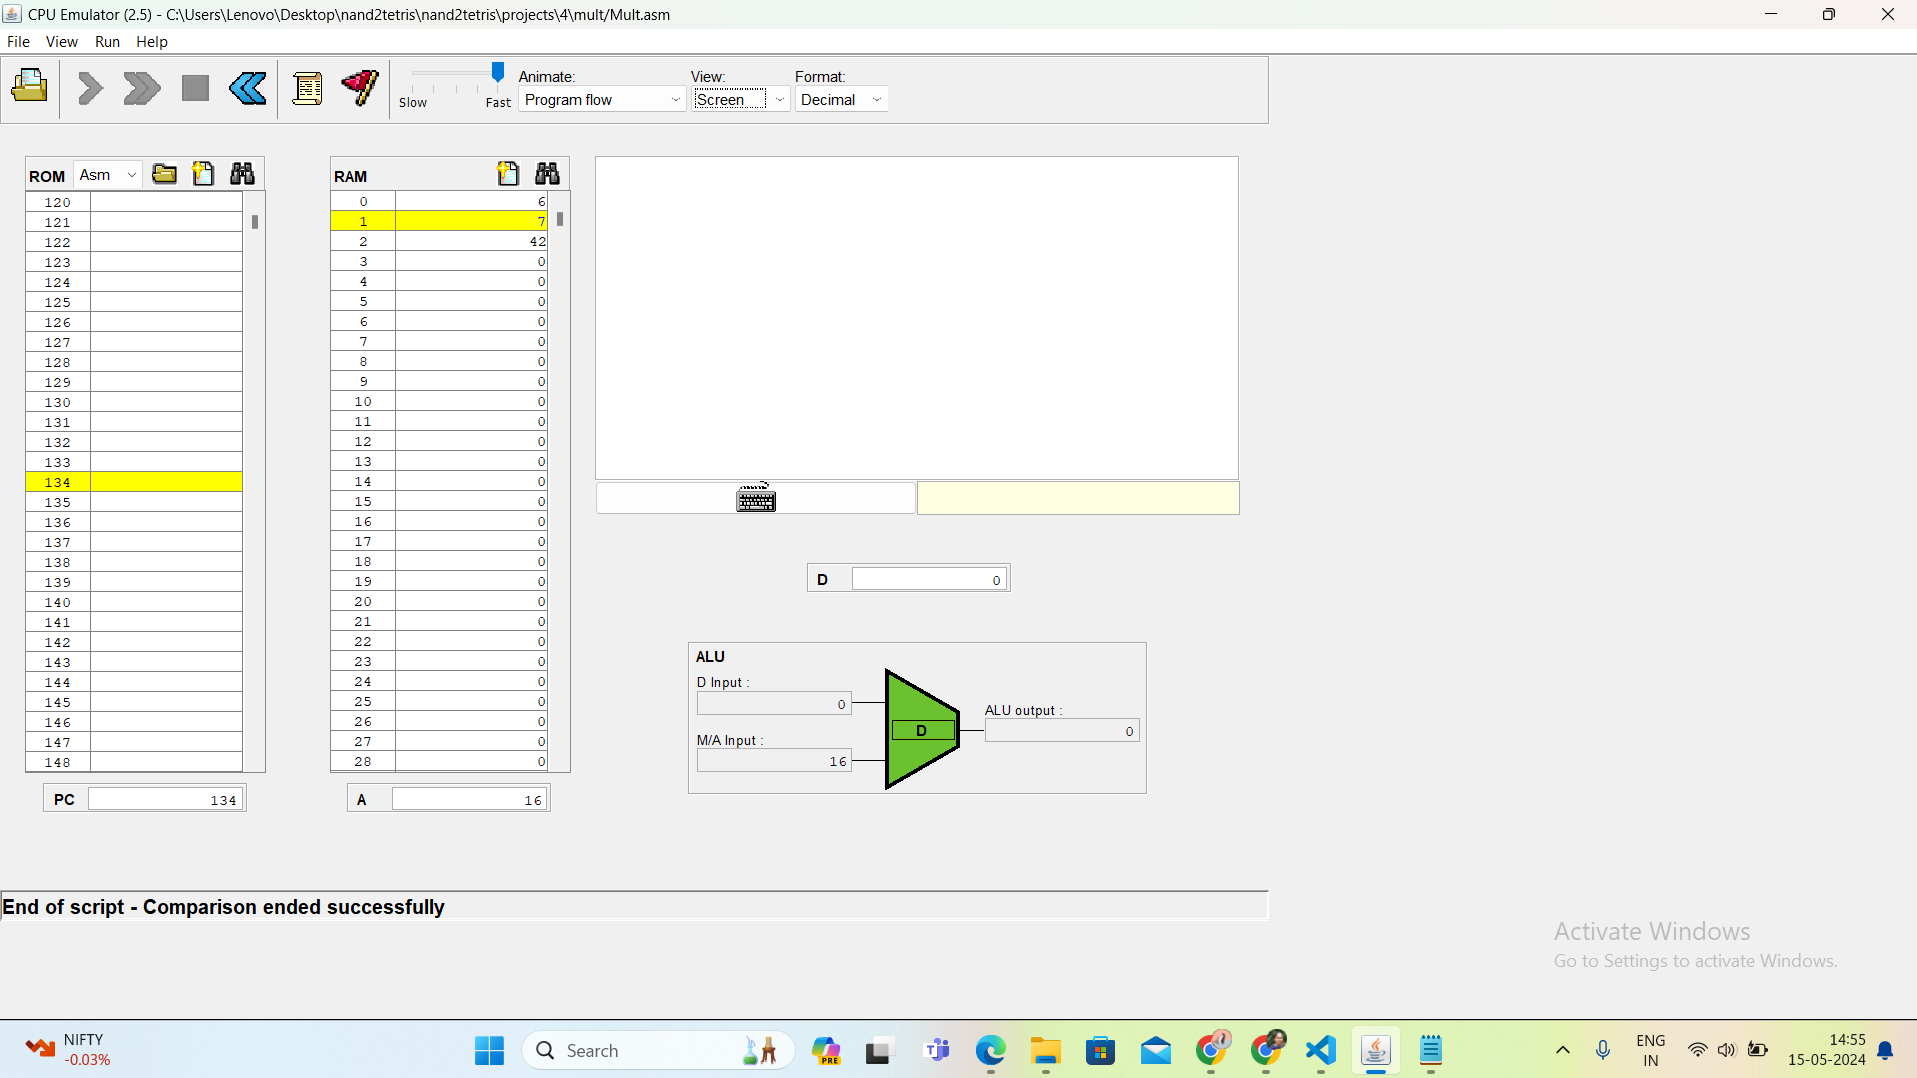 CPU Emulator (2.5) - C:\Users\Lenovo\Desktop\nand2tetris\nand2tetris\projects\4\mult/Mult.asm
File View Run Help
Slow Fast
Animate:
Program flow
View:
Screen
Format:
Decimal
ROM Asm
120
121
122
123
124
125
126
127
128
129
130
131
132
133
134
135
136
137
138
139
140
141
142
143
144
145
146
147
148
PC 134
RAM
0 6
1 7
2 42
3 0
4 0
5 0
6 0
7 0
8 0
9 0
10 0
11 0
12 0
13 0
14 0
15 0
16 0
17 0
18 0
19 0
20 0
21 0
22 0
23 0
24 0
25 0
26 0
27 0
28 0
A 16
D 0
ALU
D Input :
0
M/A Input :
16
D
ALU output :
0
End of script - Comparison ended successfully
Activate Windows
Go to Settings to activate Windows.
NIFTY
-0.03%
Search
PRE
ENG
IN
14:55
15-05-2024